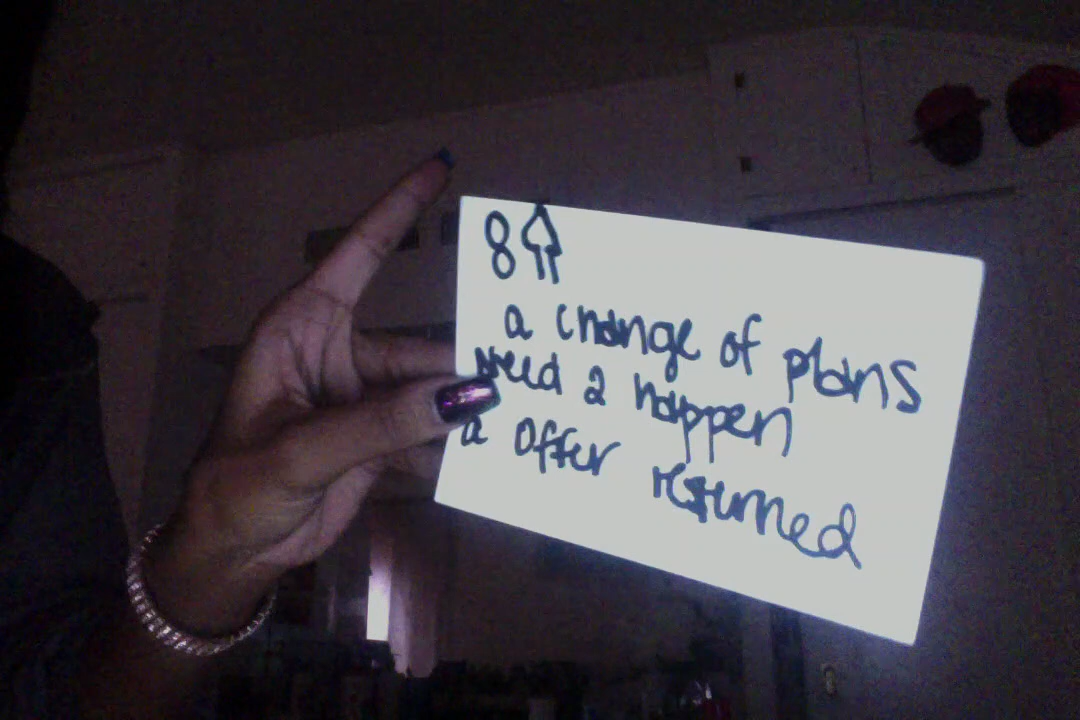 8♤
a change of plans
need 2 happen
a offer returned